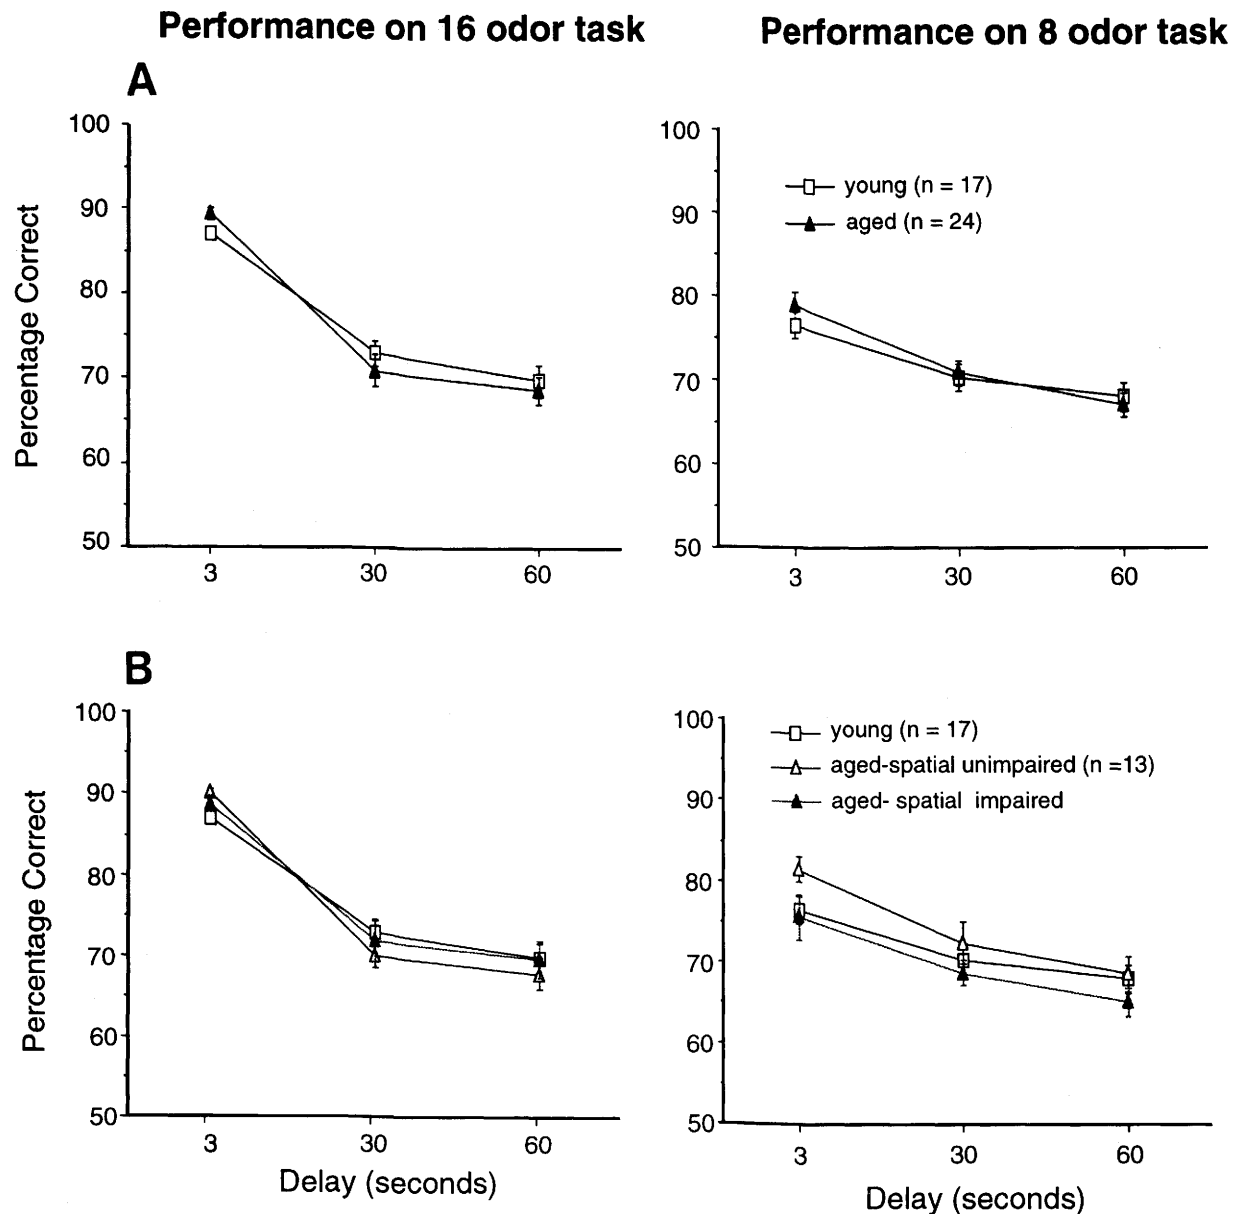 Performance on 16 odor task
Performance on 8 odor task
A
100
90
80
70
60
50
3
30
60
Percentage Correct
100
90
80
70
60
50
3
30
60
young (n = 17)
aged (n = 24)
B
100
90
80
70
60
50
3
30
60
Percentage Correct
Delay (seconds)
100
90
80
70
60
50
3
30
60
young (n = 17)
aged-spatial unimpaired (n =13)
aged- spatial impaired
Delay (seconds)